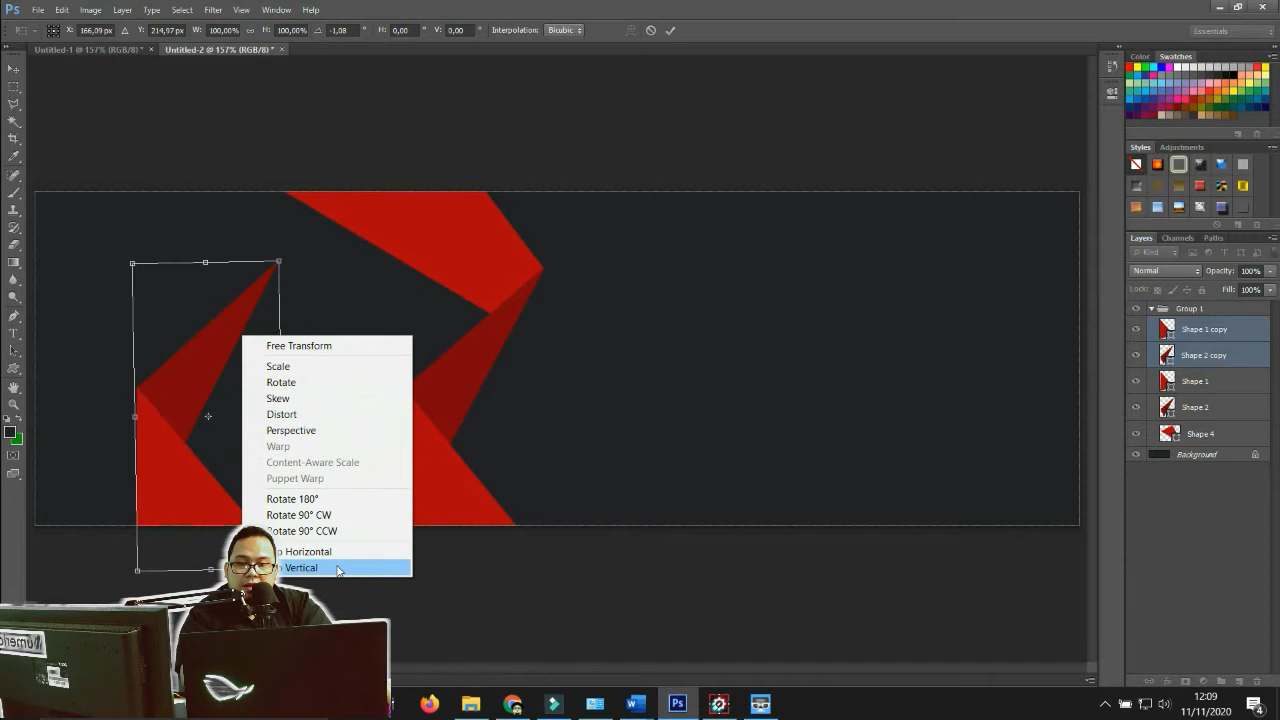 Ps File Edit Image Layer Type Select Filter View Window Help
X: 166,09 px Y: 214,97 px W: 100,00% H: 100,00% -1,08 ° H: 0,00 ° V: 0,00 ° Interpolation: Bicubic Essentials
Untitled-1 @ 157% (RGB/8) * × Untitled-2 @ 157% (RGB/8) * ×
Color Swatches
Styles Adjustments
Layers Channels Paths
Kind
Normal Opacity: 100%
Lock: Fill: 100%
Group 1
Shape 1 copy
Shape 2 copy
Shape 1
Shape 2
Shape 4
Background
Free Transform
Scale
Rotate
Skew
Distort
Perspective
Warp
Content-Aware Scale
Puppet Warp
Rotate 180°
Rotate 90° CW
Rotate 90° CCW
Horizontal
Vertical
Ps
12:09
11/11/2020
4